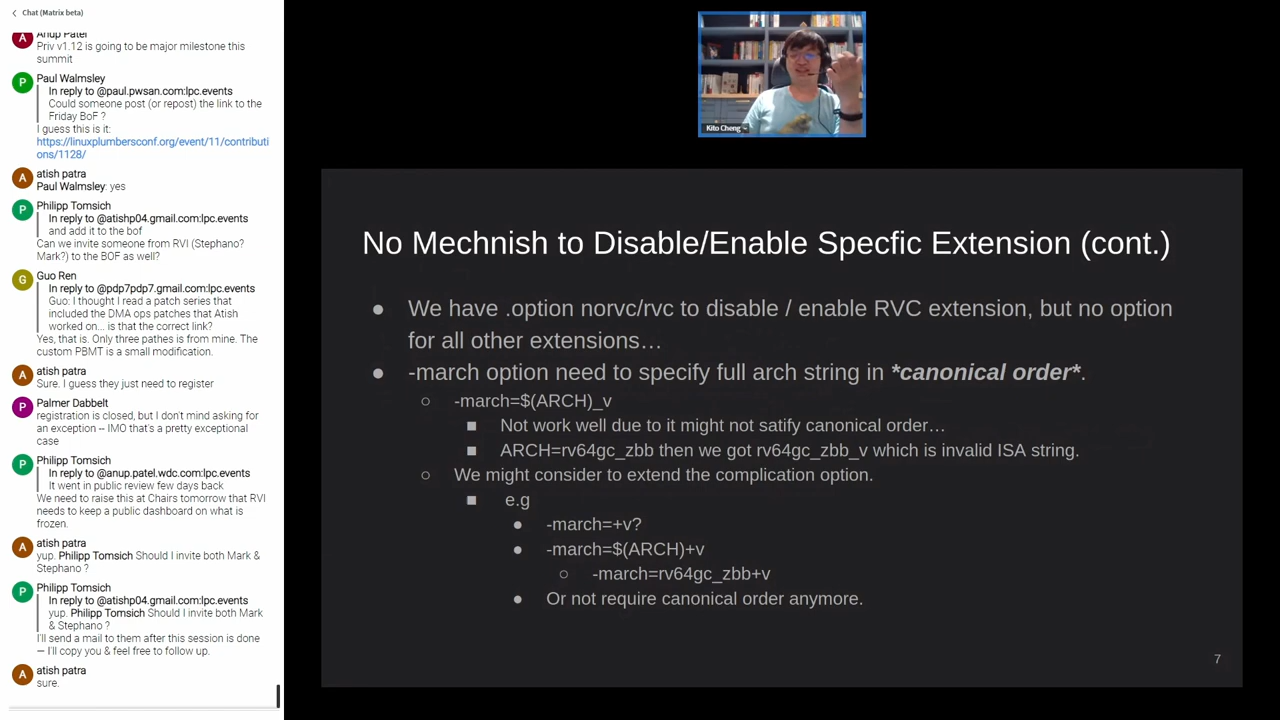 Chat (Matrix beta)
Anup Patel
Priv v1.12 is going to be major milestone this
summit
Paul Walmsley
In reply to @paul.pwsan.com:lpc.events
Could someone post (or repost) the link to the
Friday BoF ?
I guess this is it:
https://linuxplumbersconf.org/event/11/contributi
ons/1128/
atish patra
Paul Walmsley: yes
Philipp Tomsich
In reply to @atishp04.gmail.com:lpc.events
and add it to the bof
Can we invite someone from RVI (Stephano?
Mark?) to the BOF as well?
Guo Ren
In reply to @pdp7pdp7.gmail.com:lpc.events
Guo: I thought I read a patch series that
included the DMA ops patches that Atish
worked on... is that the correct link?
Yes, that is. Only three pathes is from mine. The
custom PBMT is a small modification.
atish patra
Sure. I guess they just need to register
Palmer Dabbelt
registration is closed, but I don't mind asking for
an exception -- IMO that's a pretty exceptional
case
Philipp Tomsich
In reply to @anup.patel.wdc.com:lpc.events
It went in public review few days back
We need to raise this at Chairs tomorrow that RVI
needs to keep a public dashboard on what is
frozen.
atish patra
yup. Philipp Tomsich Should I invite both Mark &
Stephano ?
Philipp Tomsich
In reply to @atishp04.gmail.com:lpc.events
yup. Philipp Tomsich Should I invite both Mark
& Stephano ?
I'll send a mail to them after this session is done
— I'll copy you & feel free to follow up.
atish patra
sure.
Kito Cheng
No Mechnish to Disable/Enable Specfic Extension (cont.)
● We have .option norvc/rvc to disable / enable RVC extension, but no option
for all other extensions…
● -march option need to specify full arch string in *canonical order*.
○ -march=$(ARCH)_v
■ Not work well due to it might not satify canonical order…
■ ARCH=rv64gc_zbb then we got rv64gc_zbb_v which is invalid ISA string.
○ We might consider to extend the complication option.
■ e.g
● -march=+v?
● -march=$(ARCH)+v
○ -march=rv64gc_zbb+v
● Or not require canonical order anymore.
7